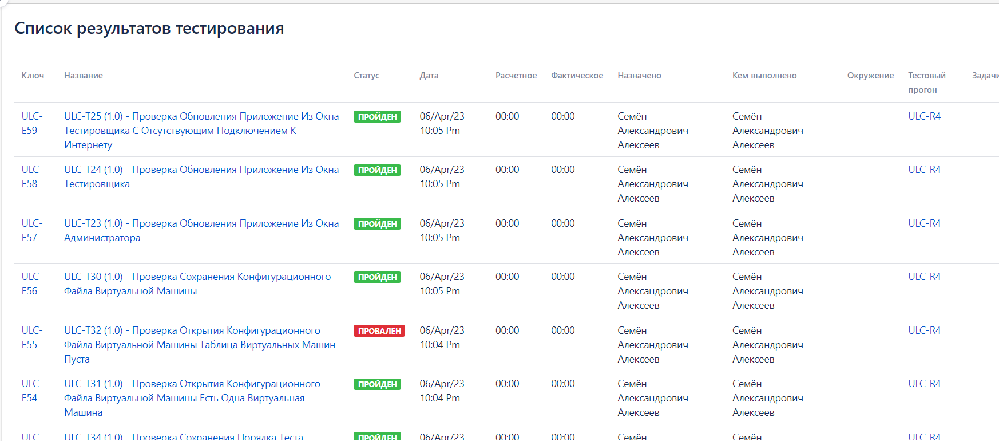 Список результатов тестирования
Ключ Название Статус Дата Расчетное Фактическое Назначено Кем выполнено Окружение Тестовый прогон Задачи
ULC-E59 ULC-T25 (1.0) - Проверка Обновления Приложение Из Окна Тестировщика С Отсутствующим Подключением К Интернету ПРОЙДЕН 06/Apr/23 10:05 Pm 00:00 00:00 Семён Александрович Алексеев Семён Александрович Алексеев ULC-R4
ULC-E58 ULC-T24 (1.0) - Проверка Обновления Приложение Из Окна Тестировщика ПРОЙДЕН 06/Apr/23 10:05 Pm 00:00 00:00 Семён Александрович Алексеев Семён Александрович Алексеев ULC-R4
ULC-E57 ULC-T23 (1.0) - Проверка Обновления Приложение Из Окна Администратора ПРОЙДЕН 06/Apr/23 10:05 Pm 00:00 00:00 Семён Александрович Алексеев Семён Александрович Алексеев ULC-R4
ULC-E56 ULC-T30 (1.0) - Проверка Сохранения Конфигурационного Файла Виртуальной Машины ПРОЙДЕН 06/Apr/23 10:05 Pm 00:00 00:00 Семён Александрович Алексеев Семён Александрович Алексеев ULC-R4
ULC-E55 ULC-T32 (1.0) - Проверка Открытия Конфигурационного Файла Виртуальной Машины Таблица Виртуальных Машин Пуста ПРОВАЛЕН 06/Apr/23 10:04 Pm 00:00 00:00 Семён Александрович Алексеев Семён Александрович Алексеев ULC-R4
ULC-E54 ULC-T31 (1.0) - Проверка Открытия Конфигурационного Файла Виртуальной Машины Есть Одна Виртуальная Машина ПРОЙДЕН 06/Apr/23 10:04 Pm 00:00 00:00 Семён Александрович Алексеев Семён Александрович Алексеев ULC-R4
ULC- ULC-T34 (1.0) - Проверка Сохранения Порядка Теста ПРОЙДЕН 06/Apr/23 00:00 00:00 Семён Семён ULC-R4